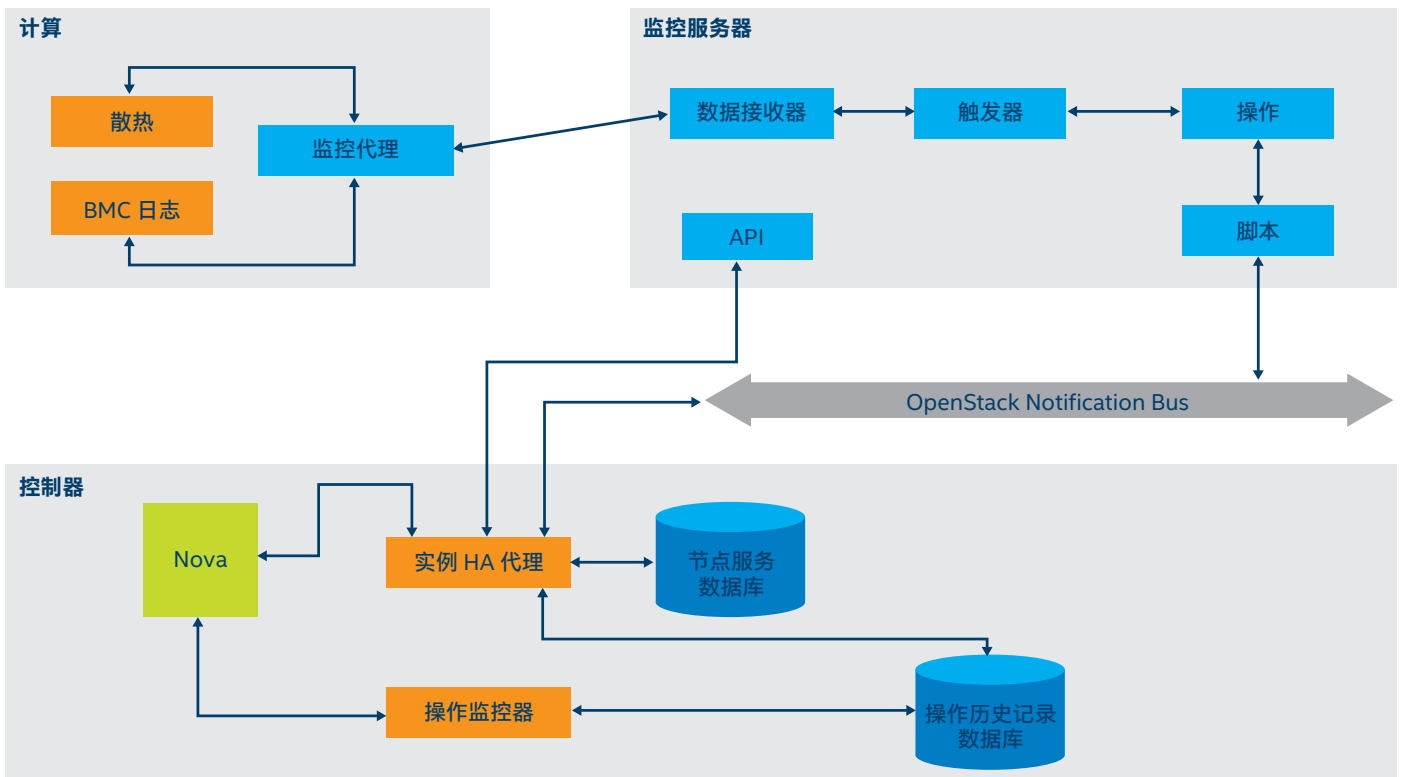 计算
散热
监控代理
BMC 日志
监控服务器
数据接收器
触发器
操作
API
脚本
OpenStack Notification Bus
控制器
Nova
实例 HA 代理
节点服务
数据库
操作监控器
操作历史记录
数据库